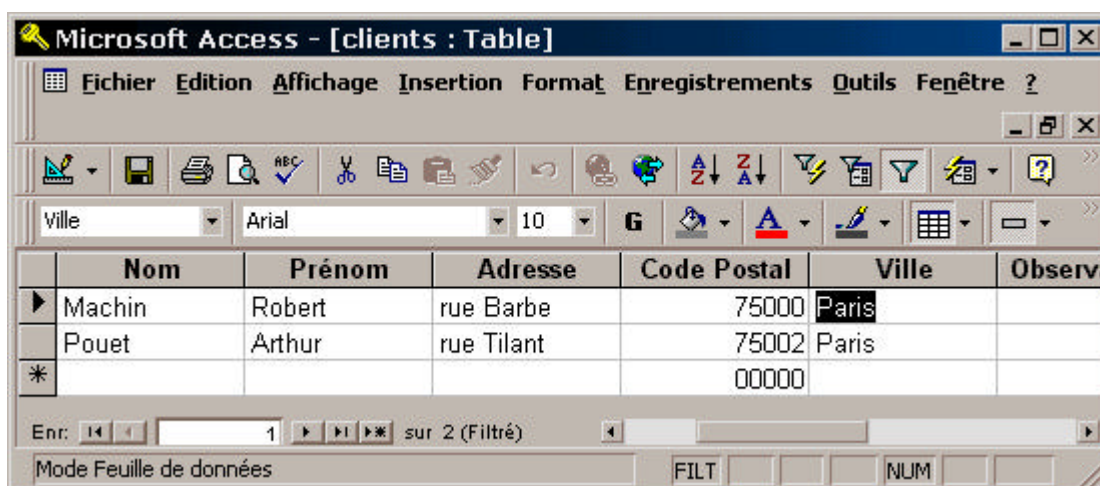 Microsoft Access - [clients : Table]
Fichier Edition Affichage Insertion Format Enregistrements Outils Fenêtre ?
ABC A Z Z A ?
Ville Arial 10 G A
Nom Prénom Adresse Code Postal Ville Observ
Machin Robert rue Barbe 75000 Paris
Pouet Arthur rue Tilant 75002 Paris
00000
Enr: 1 sur 2 (Filtré)
Mode Feuille de données FILT NUM